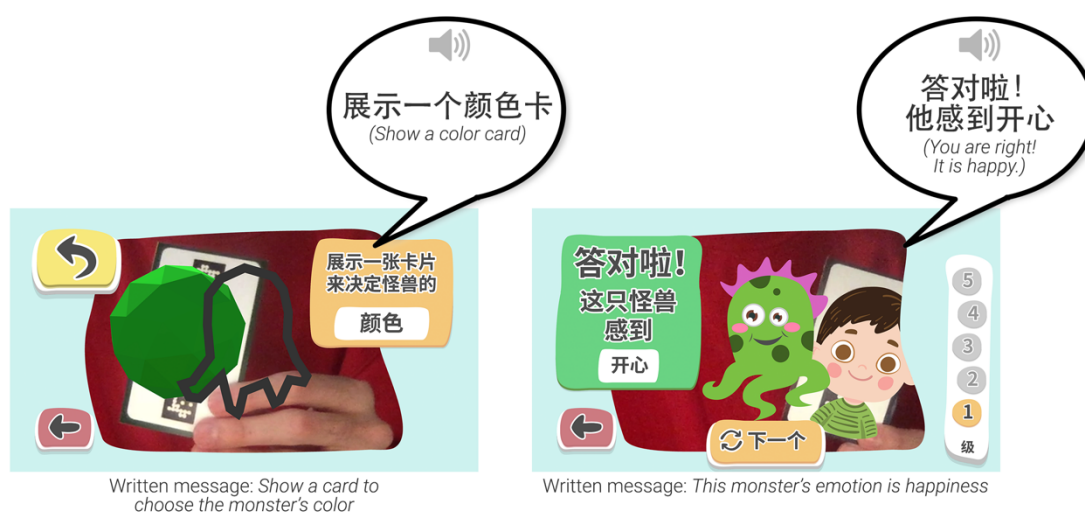 展示一个颜色卡
(Show a color card)
展示一张卡片
来决定怪兽的
颜色
Written message: Show a card to
choose the monster's color
答对啦！
他感到开心
(You are right!
It is happy.)
答对啦！
这只怪兽
感到
开心
下一个
5
4
3
2
1
级
Written message: This monster's emotion is happiness